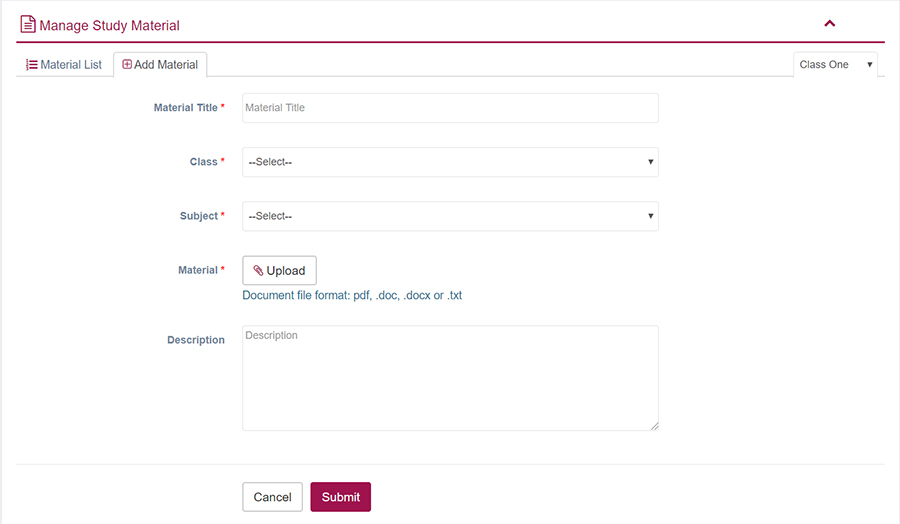 Manage Study Material
Material List Add Material Class One
Material Title * Material Title
Class * --Select--
Subject * --Select--
Material * Upload
Document file format: pdf, .doc, .docx or .txt
Description Description
Cancel Submit